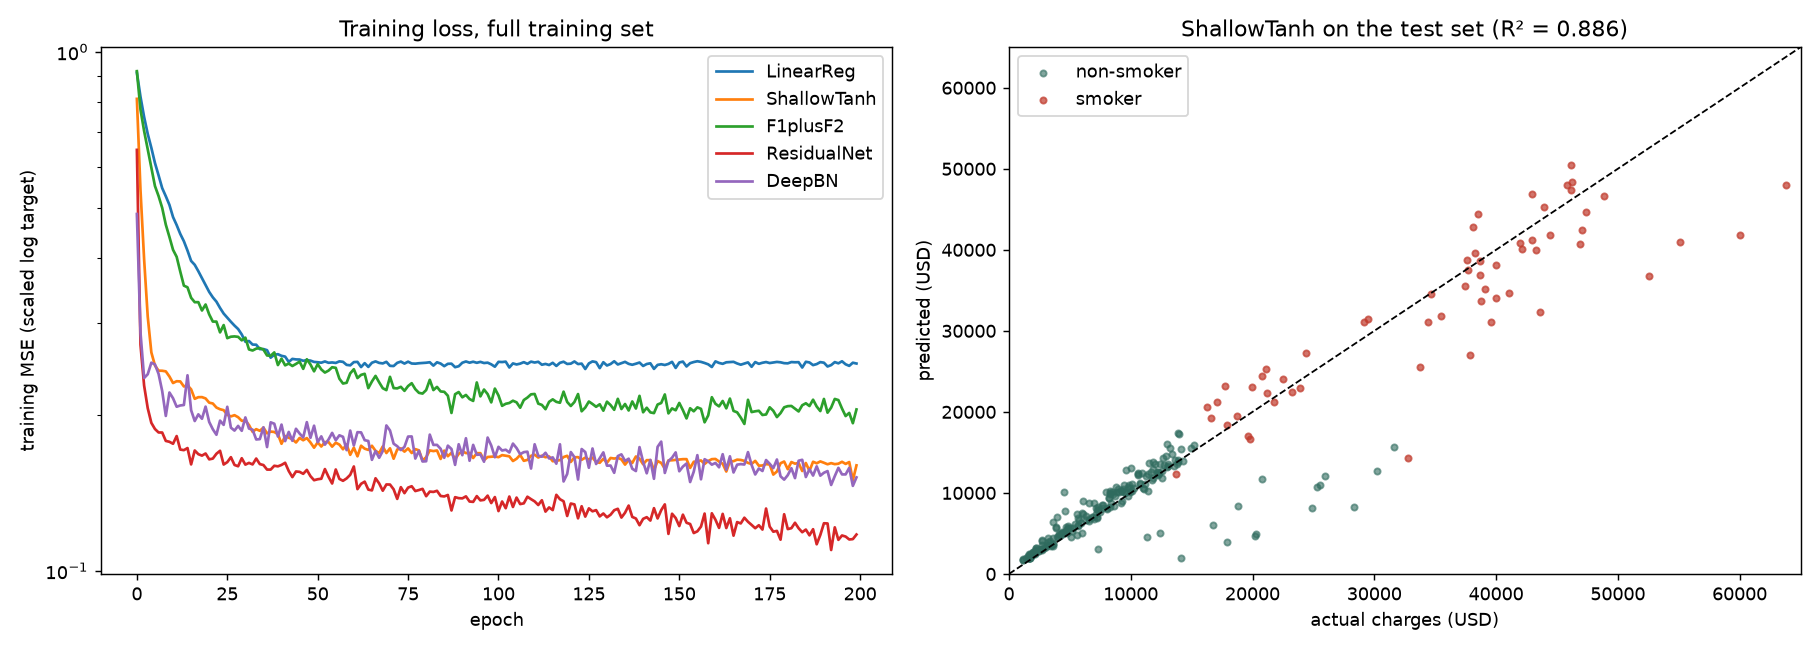 Training loss, full training set
training MSE (scaled log target)
10⁰
10⁻¹
LinearReg
ShallowTanh
F1plusF2
ResidualNet
DeepBN
0 25 50 75 100 125 150 175 200
epoch
ShallowTanh on the test set (R² = 0.886)
predicted (USD)
60000
50000
40000
30000
20000
10000
0
non-smoker
smoker
0 10000 20000 30000 40000 50000 60000
actual charges (USD)